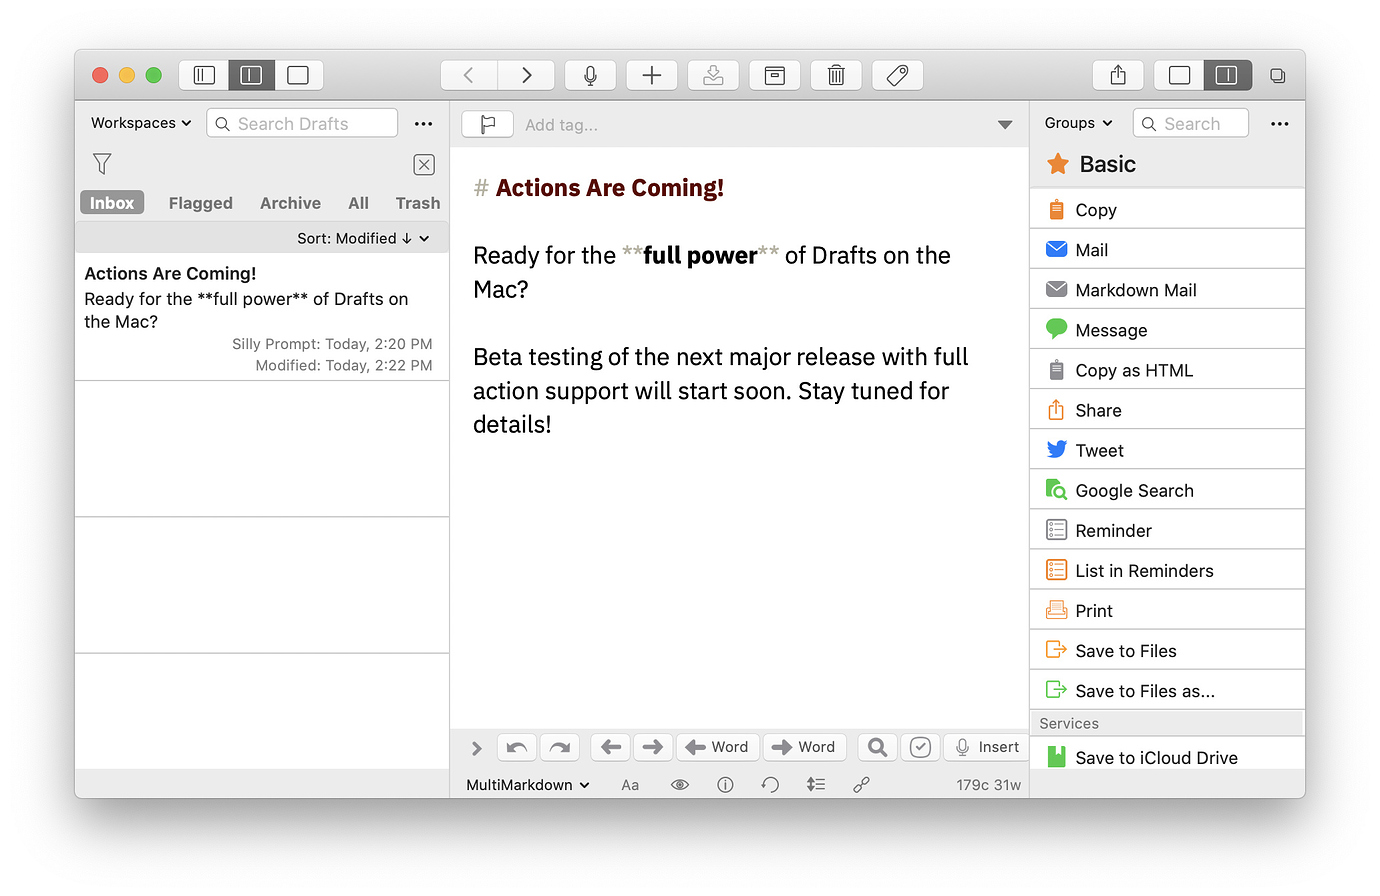 Workspaces
Search Drafts
Inbox Flagged Archive All Trash
Sort: Modified ↓
Actions Are Coming!
Ready for the **full power** of Drafts on
the Mac?
Silly Prompt: Today, 2:20 PM
Modified: Today, 2:22 PM
Add tag...
# Actions Are Coming!
Ready for the **full power** of Drafts on the
Mac?
Beta testing of the next major release with full
action support will start soon. Stay tuned for
details!
Word Word Insert
MultiMarkdown Aa 179c 31w
Groups
Search
Basic
Copy
Mail
Markdown Mail
Message
Copy as HTML
Share
Tweet
Google Search
Reminder
List in Reminders
Print
Save to Files
Save to Files as...
Services
Save to iCloud Drive